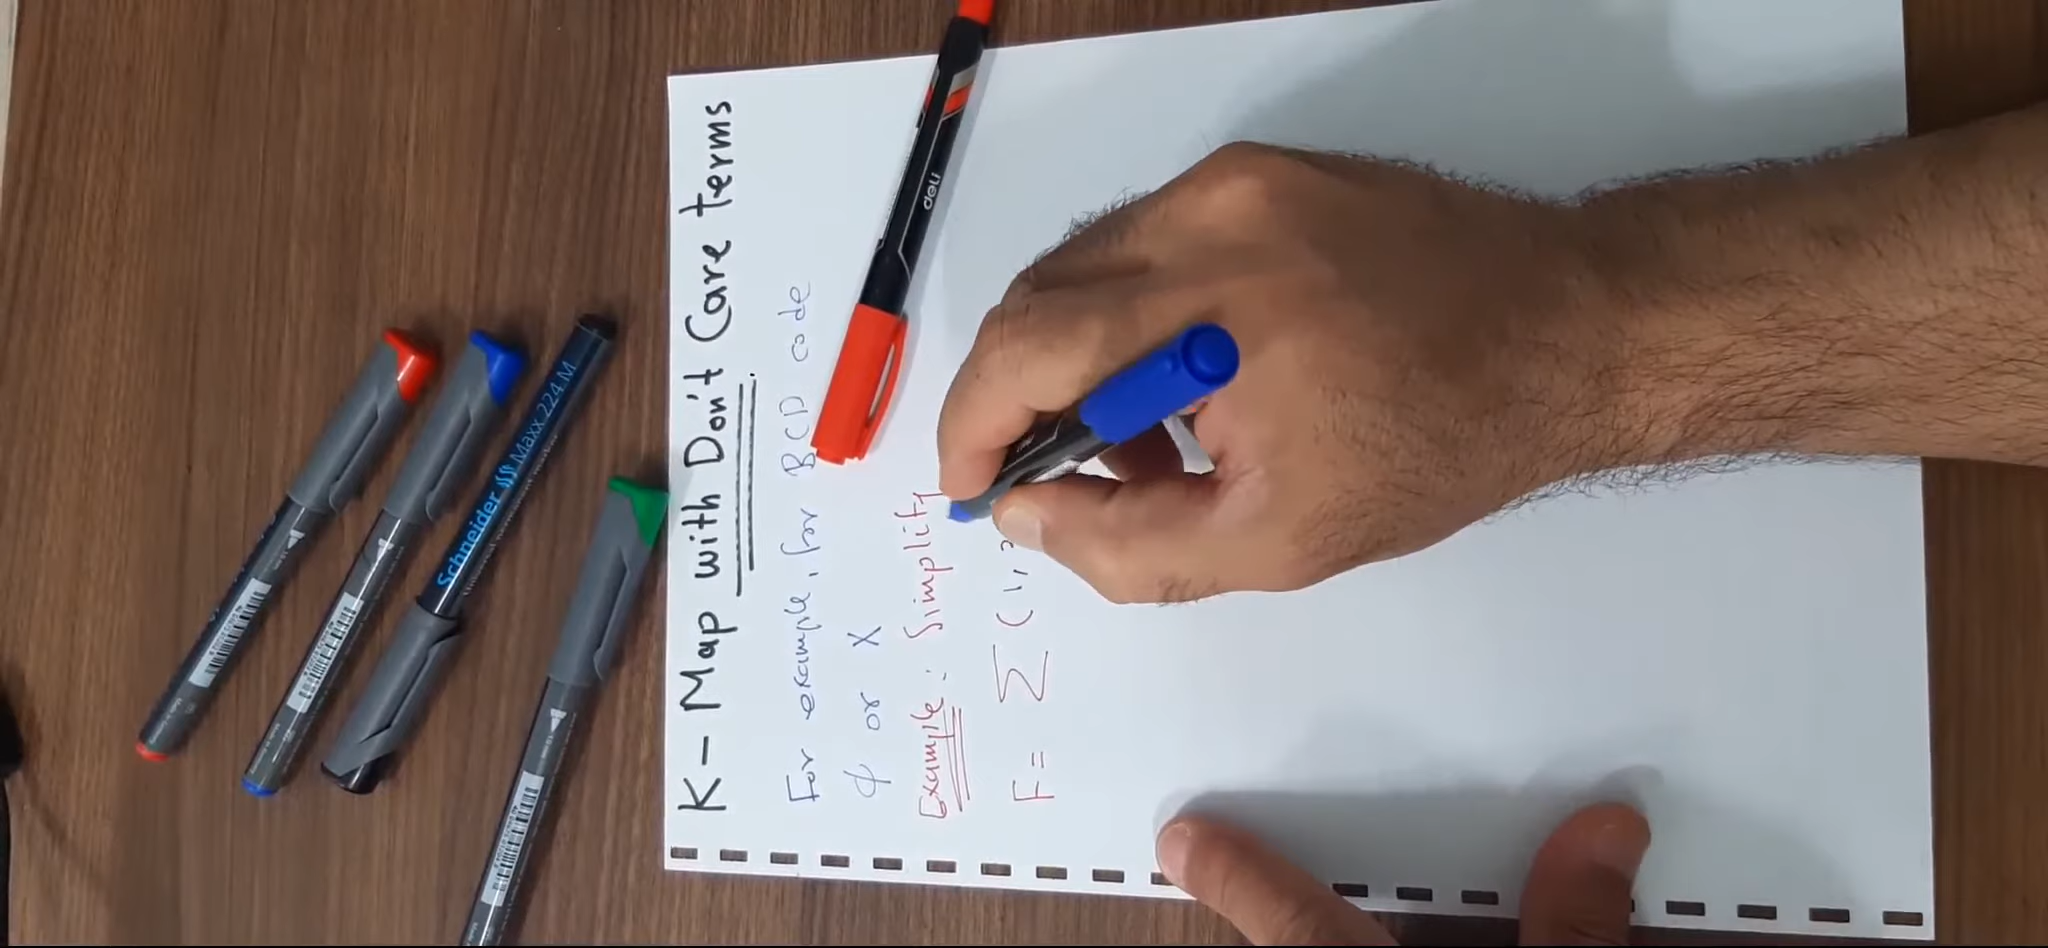 K-Map with Don't Care terms
For example, for BCD code
ϕ or X
Example: Simplify
F = Σ (1,
deli
Schneider Maxx 224 M